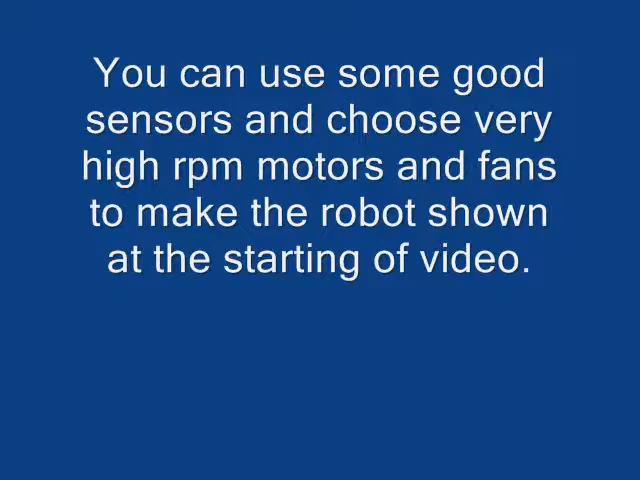 You can use some good
sensors and choose very
high rpm motors and fans
to make the robot shown
at the starting of video.